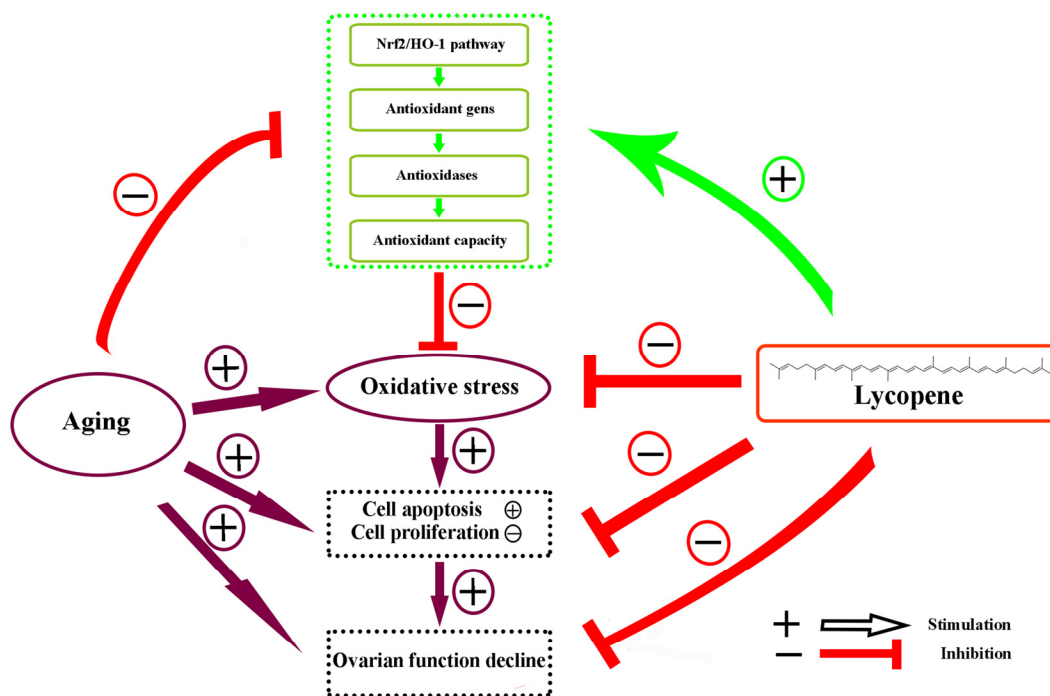 Nrf2/HO-1 pathway
Antioxidant gens
Antioxidases
Antioxidant capacity
−
+
−
Oxidative stress
−
Lycopene
Aging
+
+
+
+
−
Cell apoptosis ⊕
Cell proliferation ⊖
+
−
Ovarian function decline
+ Stimulation
− Inhibition